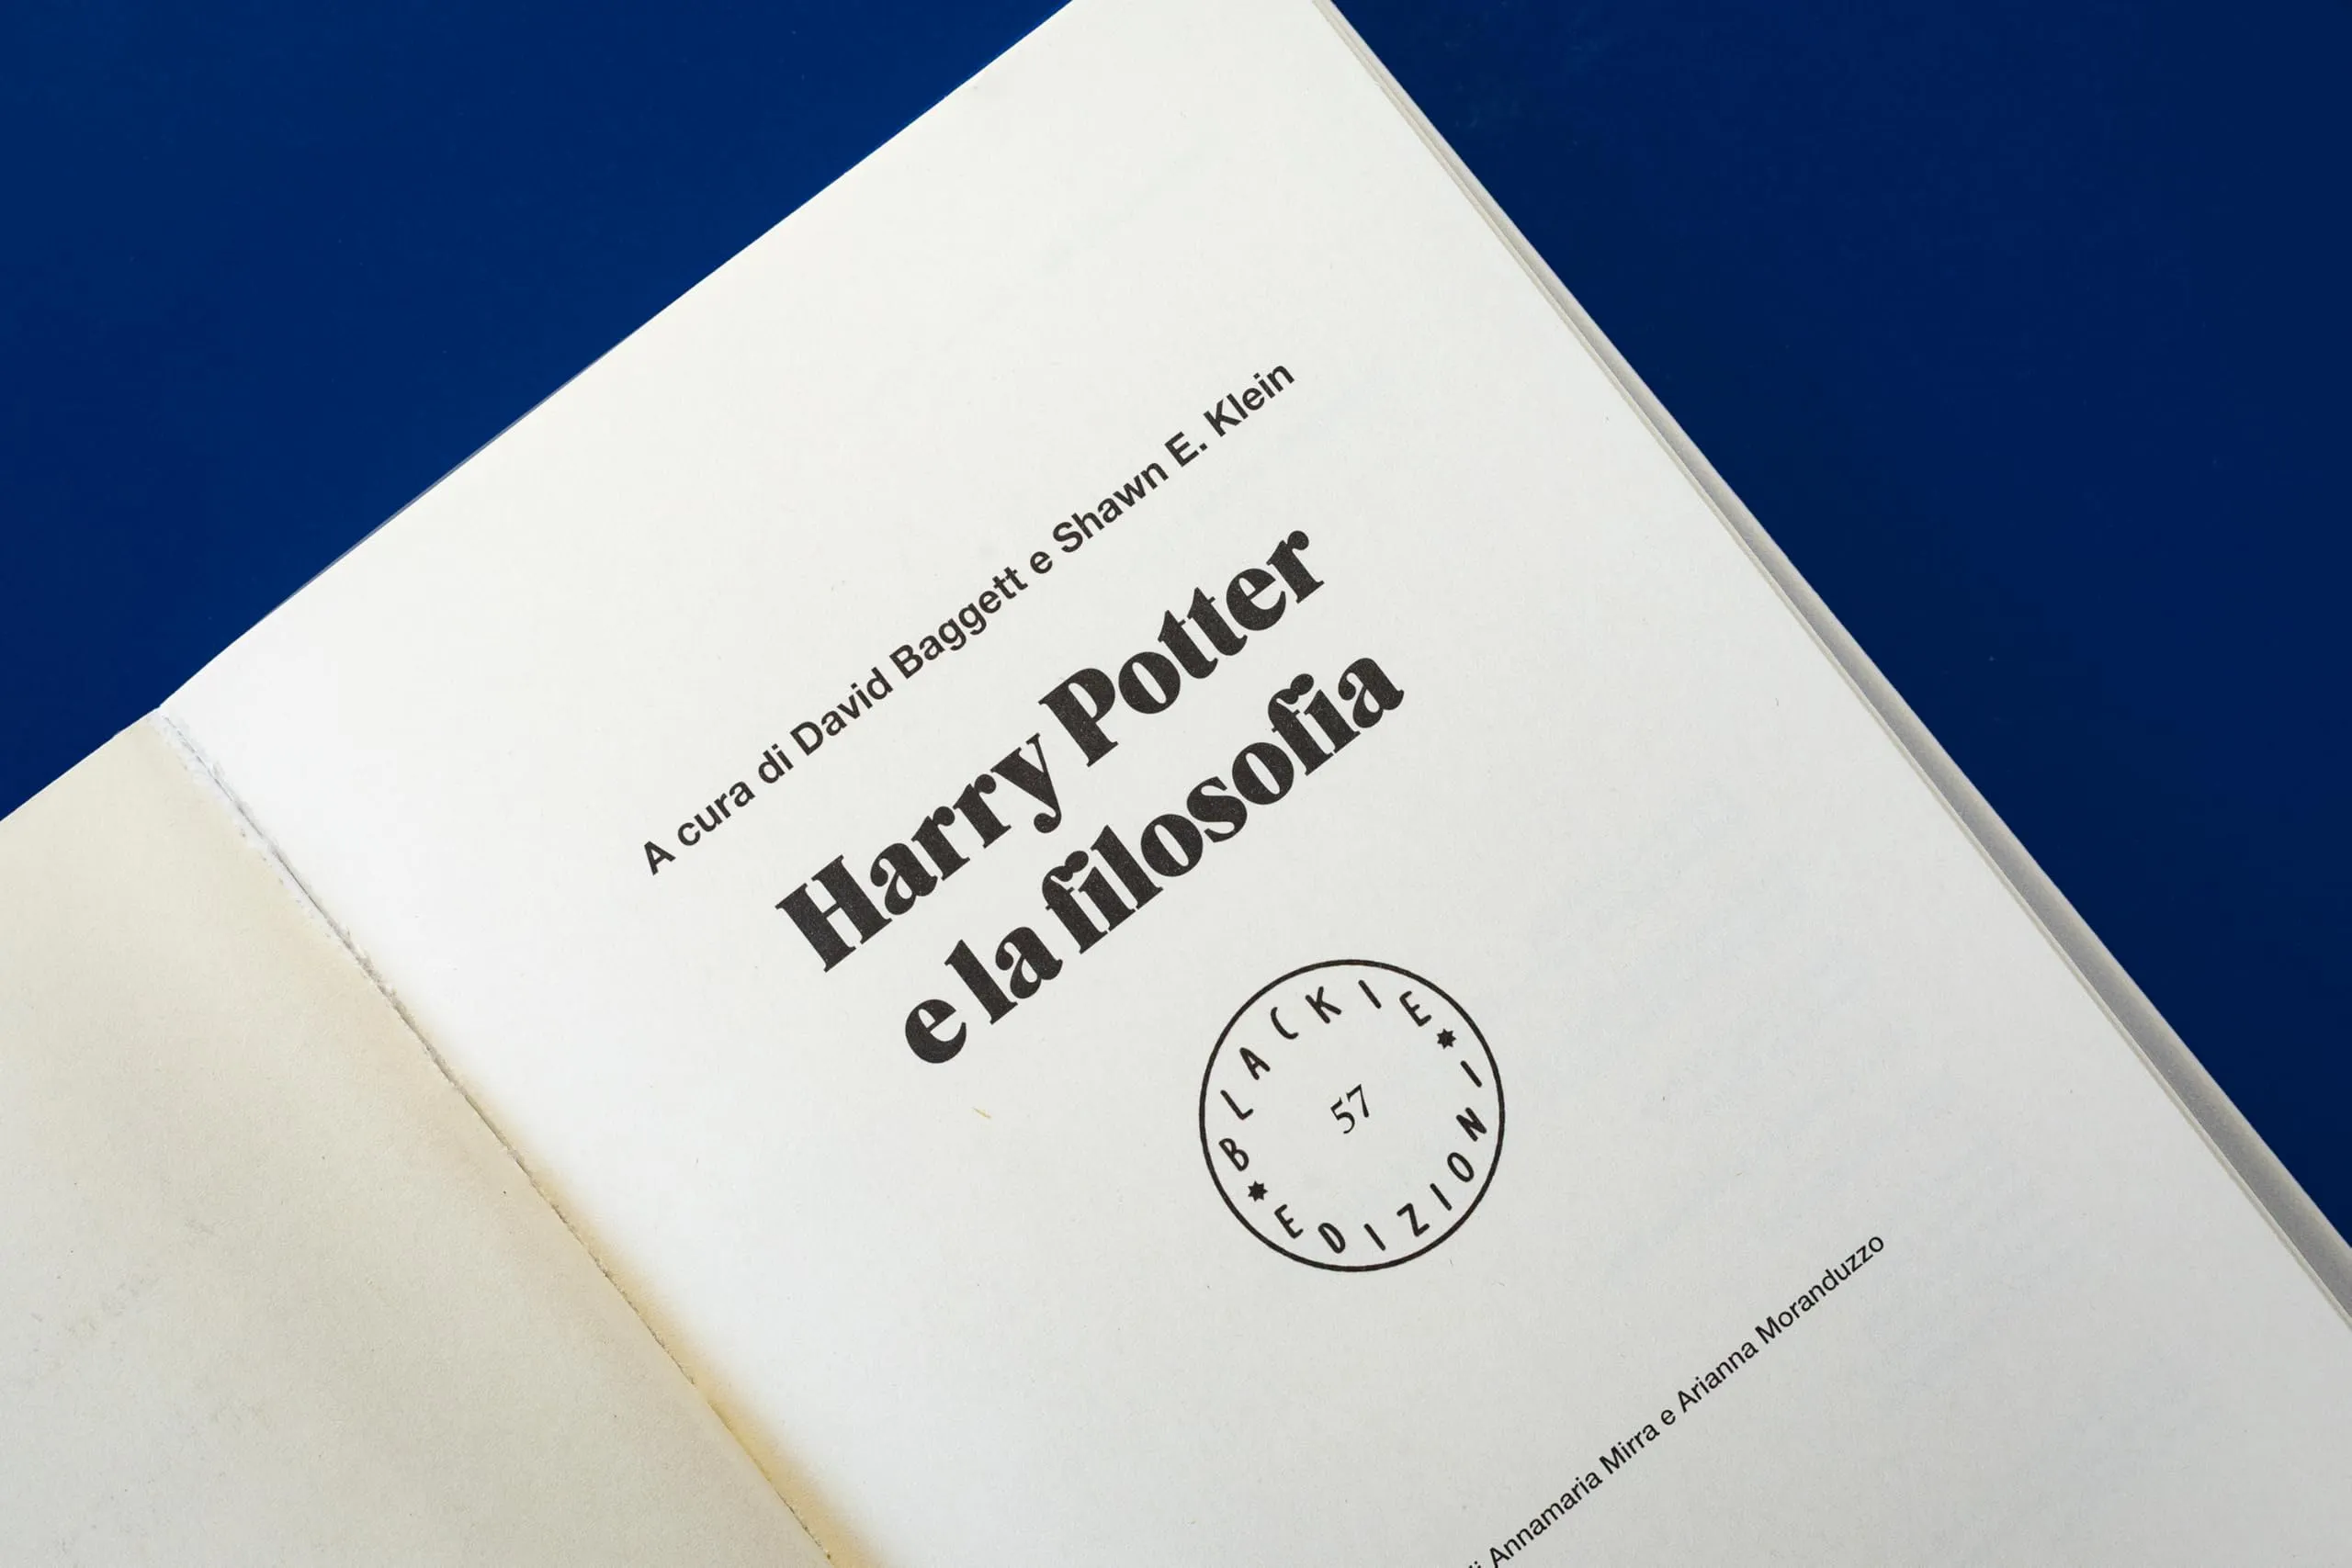 A cura di David Baggett e Shawn E. Klein
Harry Potter
e la filosofia
BLACKIE
57
EDIZIONI
Annamaria Mirra e Arianna Moranduzzo